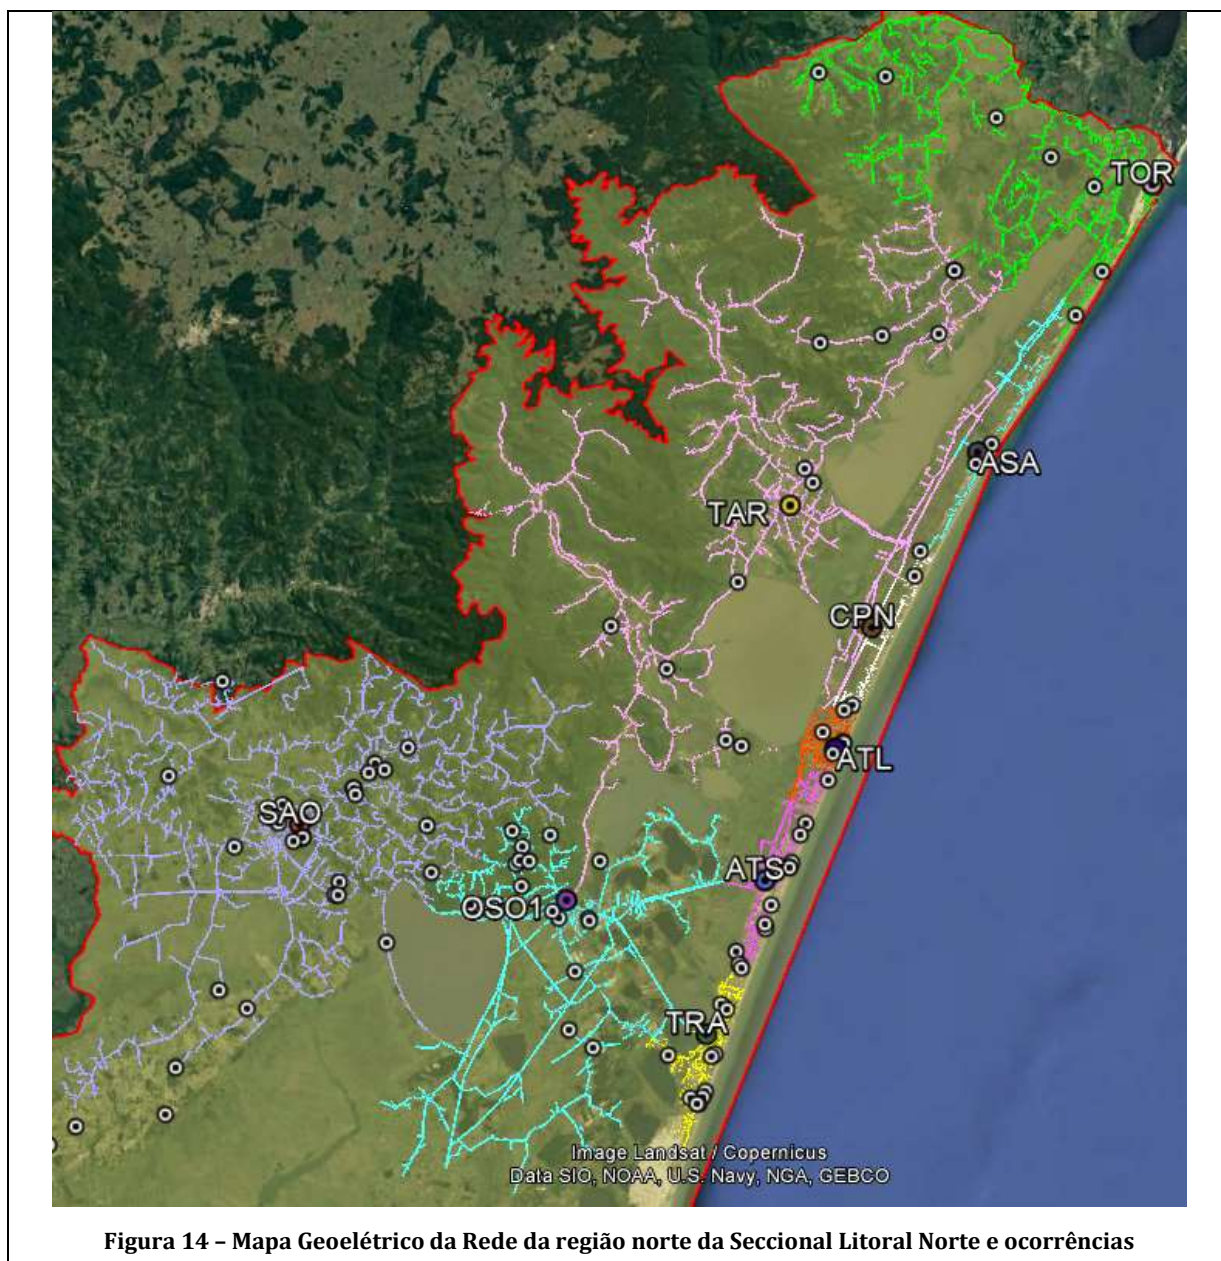 TOR
ASA
TAR
CPN
ATL
SAO
ATS
OSO1
TRA
Image Landsat / Copernicus
Data SIO, NOAA, U.S. Navy, NGA, GEBCO
Figura 14 – Mapa Geoelétrico da Rede da região norte da Seccional Litoral Norte e ocorrências